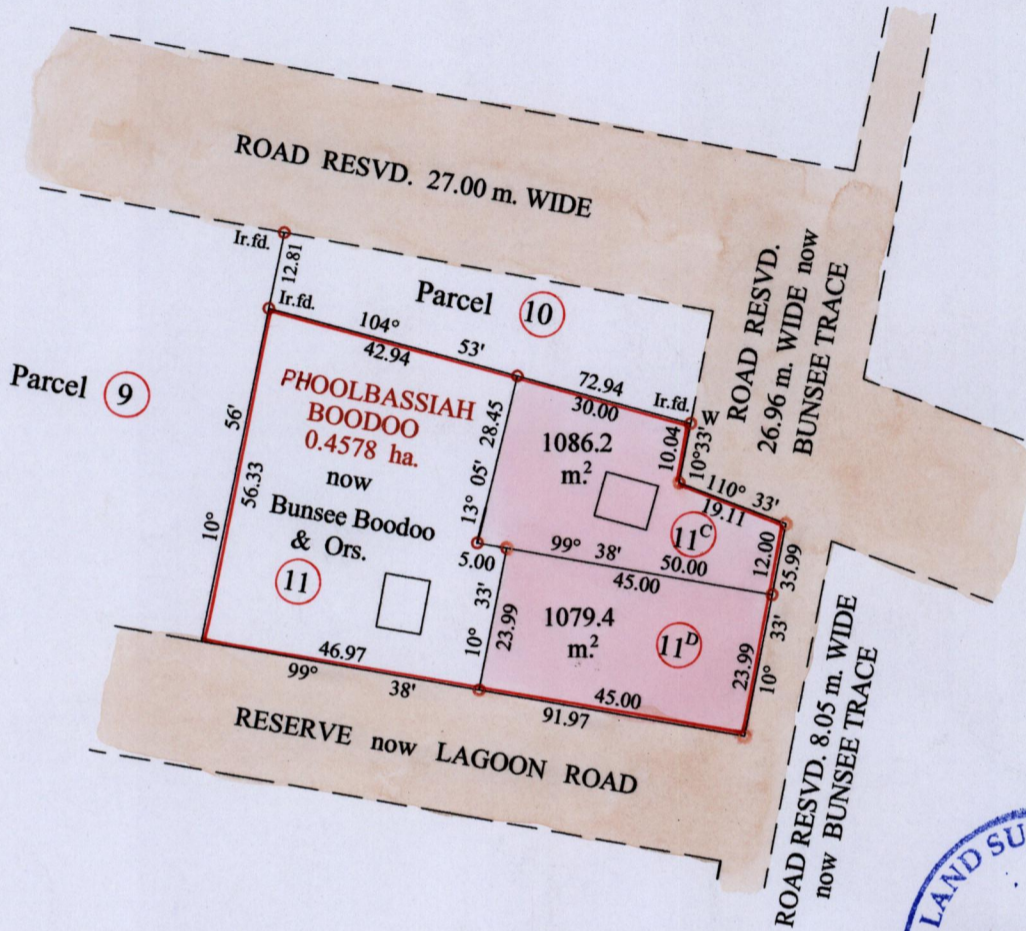 ROAD RESVD. 27.00 m. WIDE
Ir.fd.
12.81
Ir.fd.
Parcel 10
104° 53'
42.94
72.94
30.00
Ir.fd.
W
ROAD RESVD.
26.96 m. WIDE now
BUNSEE TRACE
Parcel 9
10° 56'
56.33
PHOOLBASSIAH
BOODOO
0.4578 ha.
now
Bunsee Boodoo
& Ors.
11
28.45
13° 05'
1086.2
m.²
10.04
10°33'
110° 33'
19.11
11C
12.00
35.99
5.00
99° 38'
50.00
45.00
10° 33'
23.99
1079.4
m.²
11D
23.99
10° 33'
46.97
99° 38'
45.00
91.97
RESERVE now LAGOON ROAD
ROAD RESVD. 8.05 m. WIDE
now BUNSEE TRACE
LAND SU